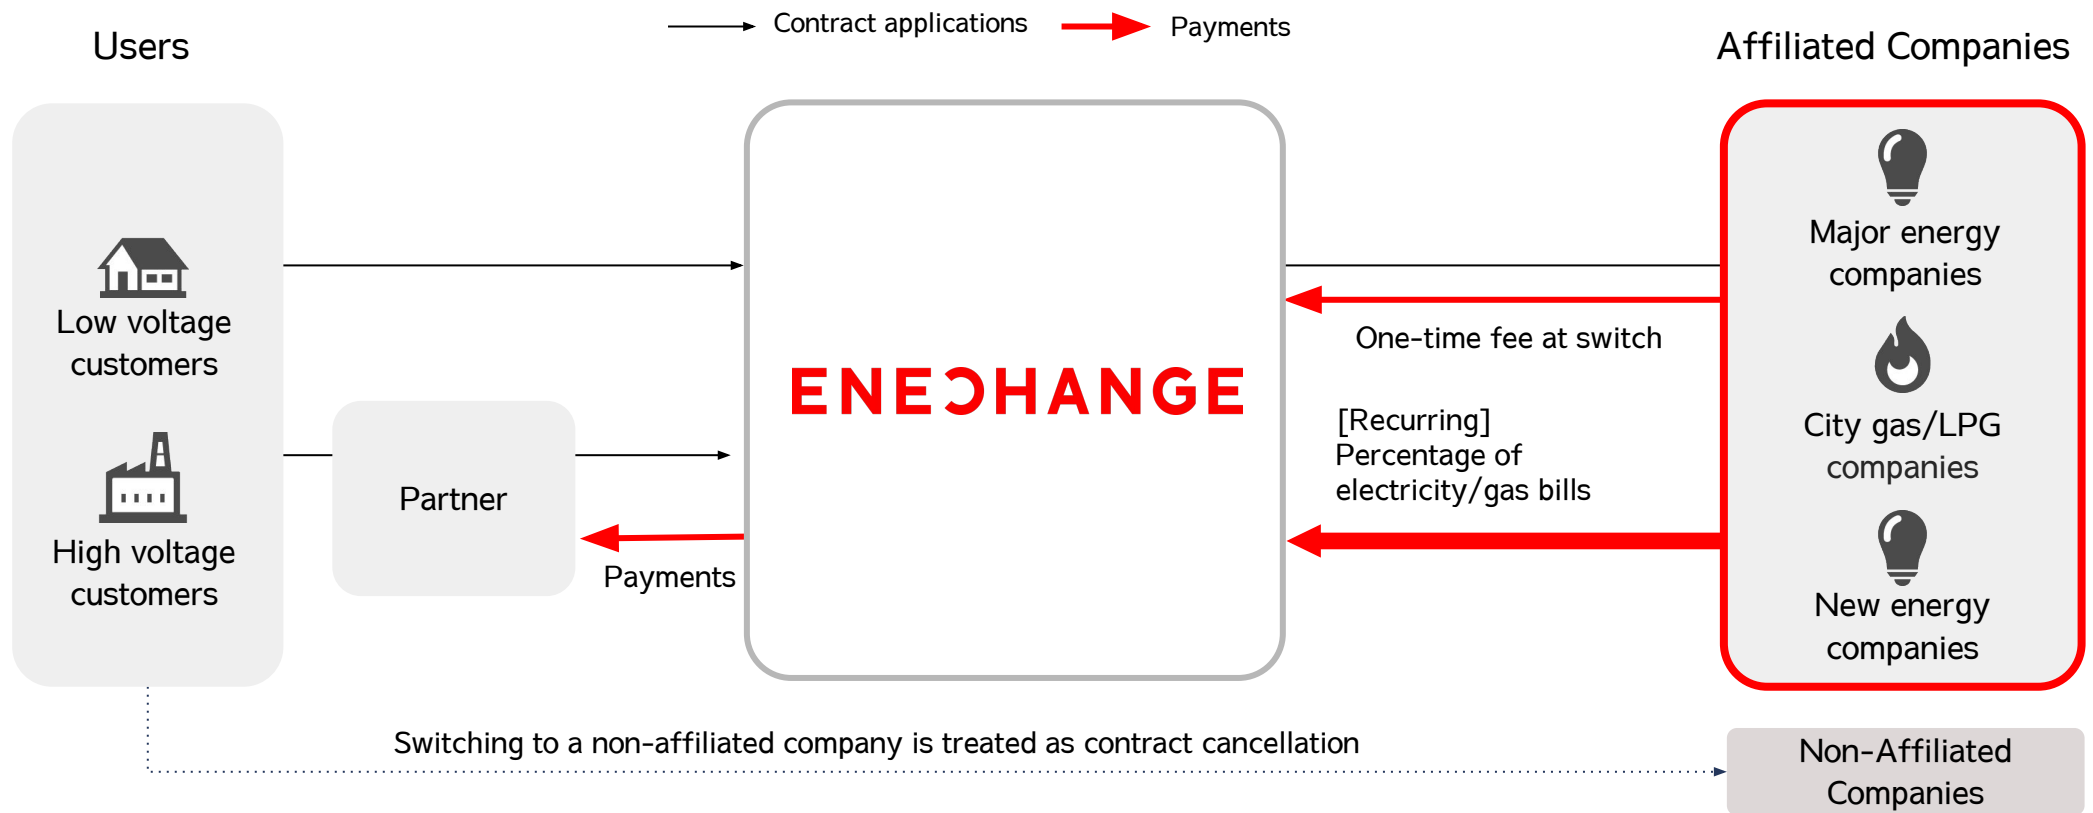 Contract applications
Payments
Users
Affiliated Companies
Low voltage
customers
High voltage
customers
Partner
Payments
ENECHANGE
One-time fee at switch
[Recurring]
Percentage of
electricity/gas bills
Major energy
companies
City gas/LPG
companies
New energy
companies
Switching to a non-affiliated company is treated as contract cancellation
Non-Affiliated
Companies